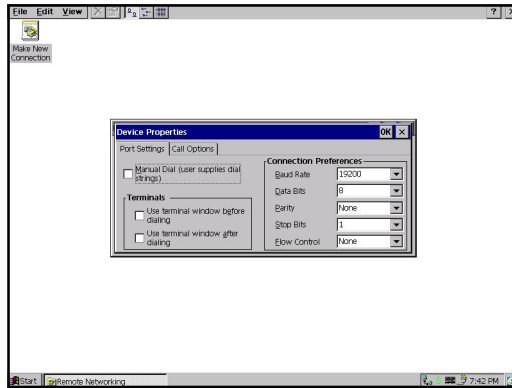 File Edit View ?
Make New
Connection
Device Properties OK
Port Settings Call Options
Manual Dial (user supplies dial
strings)
Terminals
Use terminal window before
dialing
Use terminal window after
dialing
Connection Preferences
Baud Rate 19200
Data Bits 8
Parity None
Stop Bits 1
Flow Control None
Start Remote Networking 7:42 PM